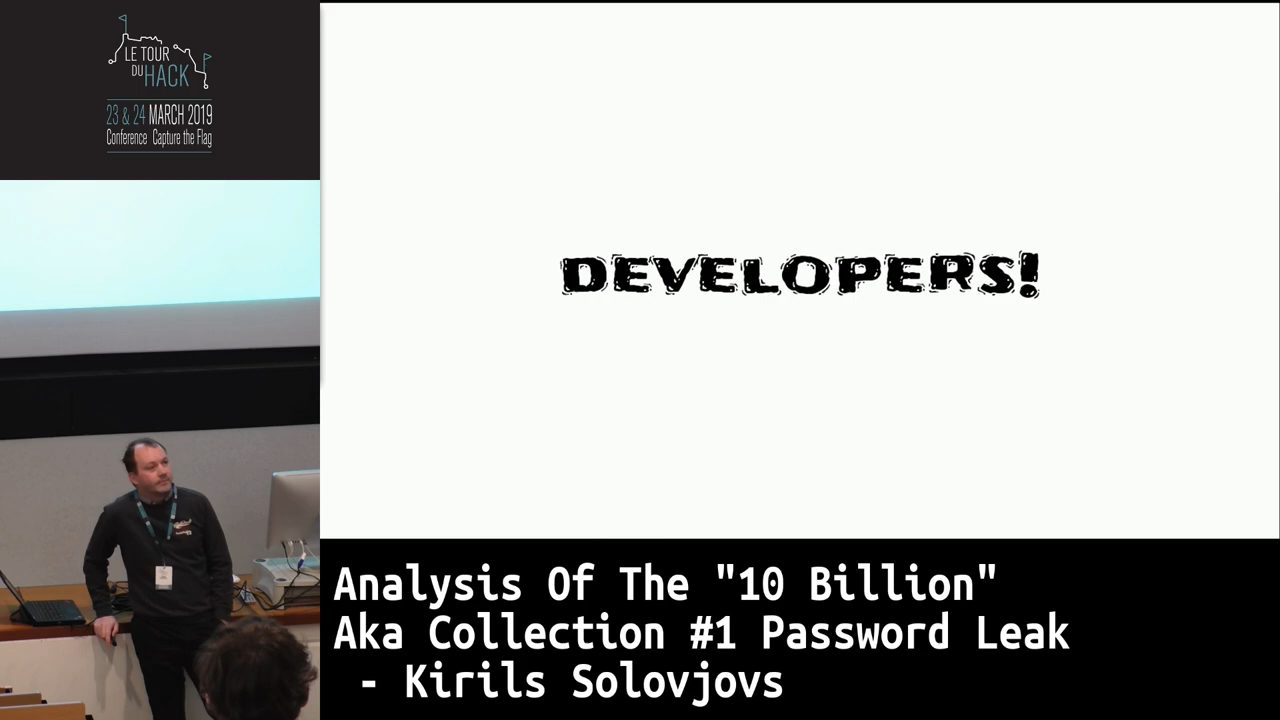 LE TOUR
DU HACK
23 & 24 MARCH 2019
Conference Capture the Flag
DEVELOPERS!
Analysis Of The "10 Billion"
Aka Collection #1 Password Leak
- Kirils Solovjovs